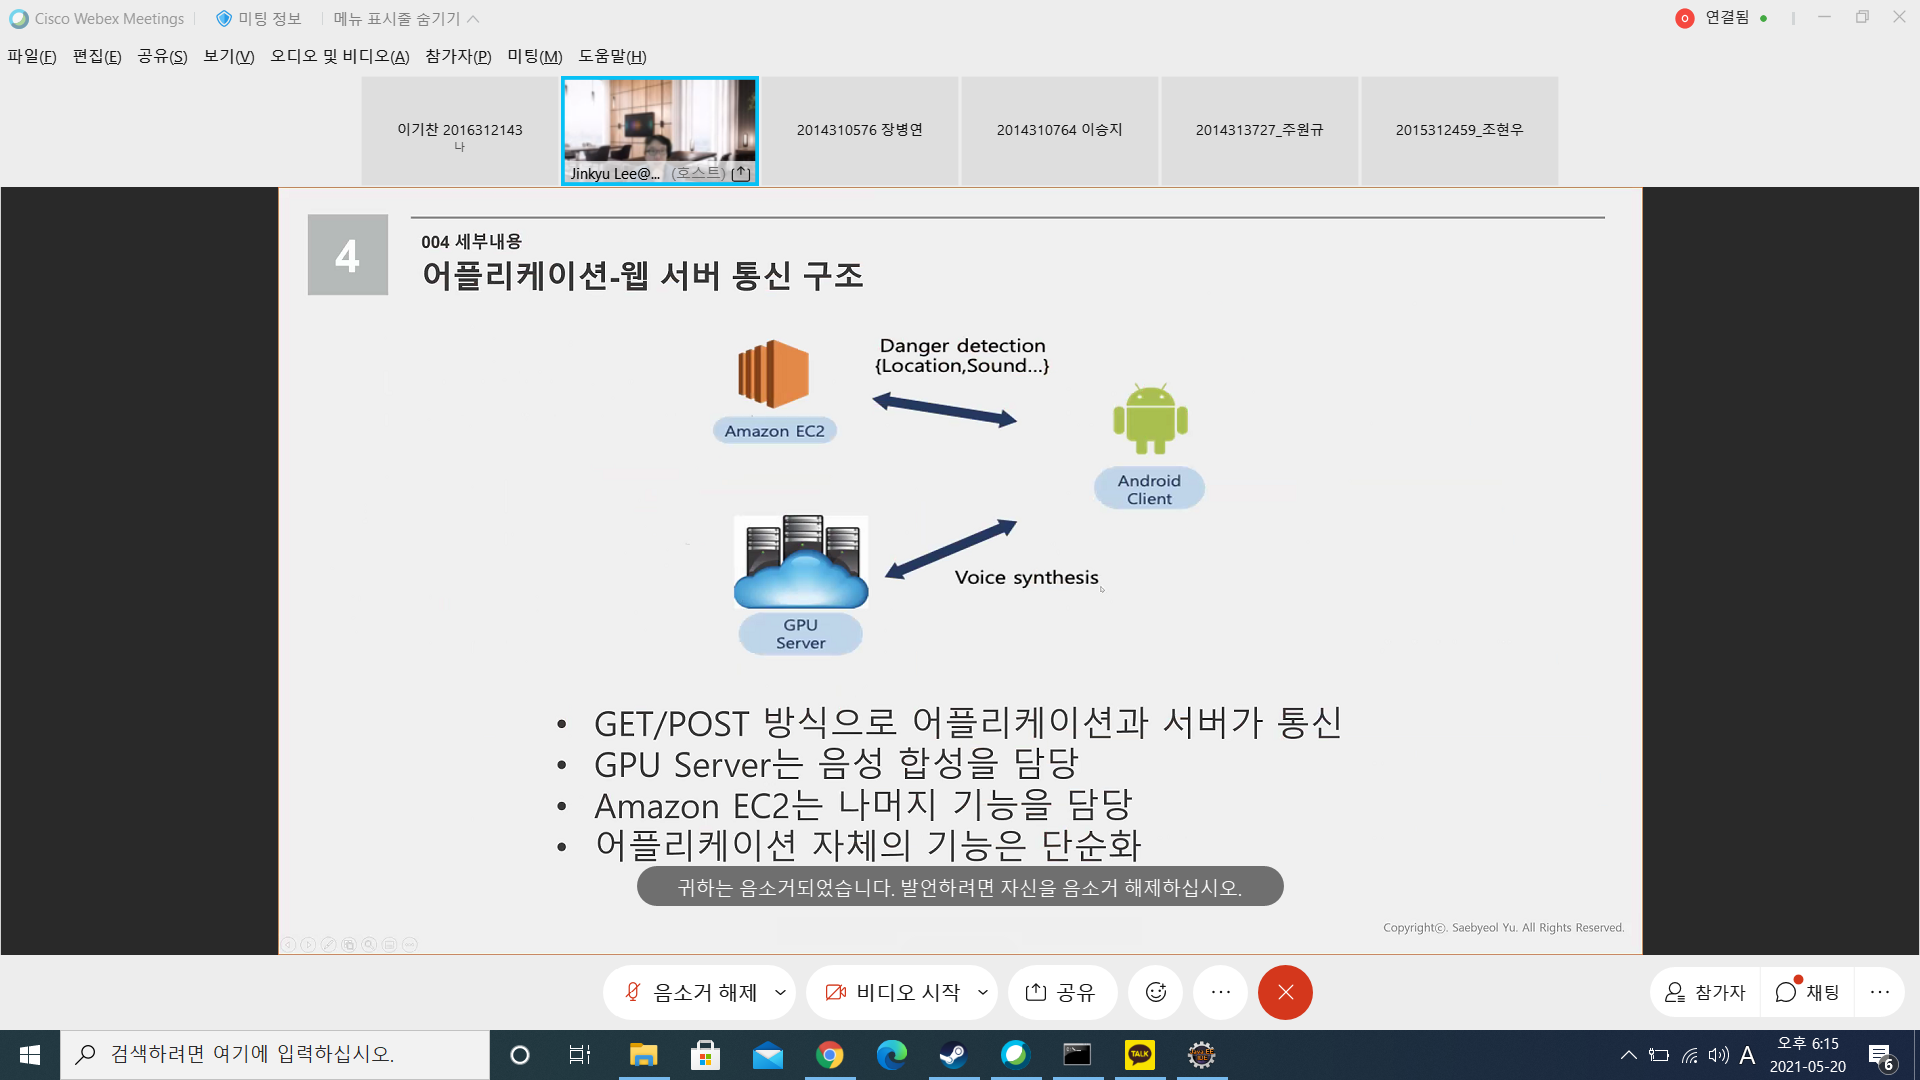 Cisco Webex Meetings
미팅 정보
메뉴 표시줄 숨기기
연결됨
파일(F) 편집(E) 공유(S) 보기(V) 오디오 및 비디오(A) 참가자(P) 미팅(M) 도움말(H)
이기찬 2016312143
나
Jinkyu Lee@... (호스트)
2014310576 장병연
2014310764 이승지
2014313727_주원규
2015312459_조현우
4
004 세부내용
어플리케이션-웹 서버 통신 구조
Danger detection
{Location,Sound...}
Amazon EC2
Android
Client
Voice synthesis
GPU
Server
• GET/POST 방식으로 어플리케이션과 서버가 통신
• GPU Server는 음성 합성을 담당
• Amazon EC2는 나머지 기능을 담당
• 어플리케이션 자체의 기능은 단순화
귀하는 음소거되었습니다. 발언하려면 자신을 음소거 해제하십시오.
Copyrightⓒ. Saebyeol Yu. All Rights Reserved.
음소거 해제
비디오 시작
공유
참가자
채팅
검색하려면 여기에 입력하십시오.
TALK
A
오후 6:15
2021-05-20
6